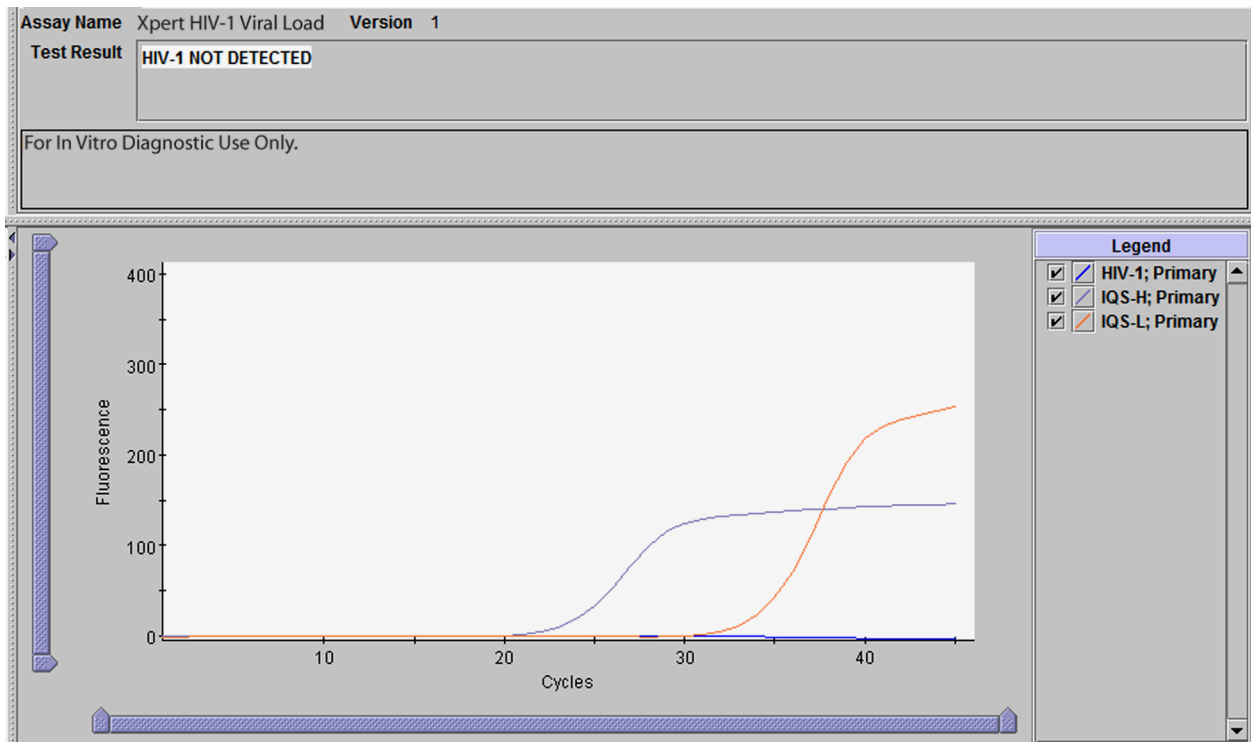 Assay Name Xpert HIV-1 Viral Load Version 1
Test Result HIV-1 NOT DETECTED
For In Vitro Diagnostic Use Only.
Legend
HIV-1; Primary
IQS-H; Primary
IQS-L; Primary
Fluorescence
400
300
200
100
0
10 20 30 40
Cycles